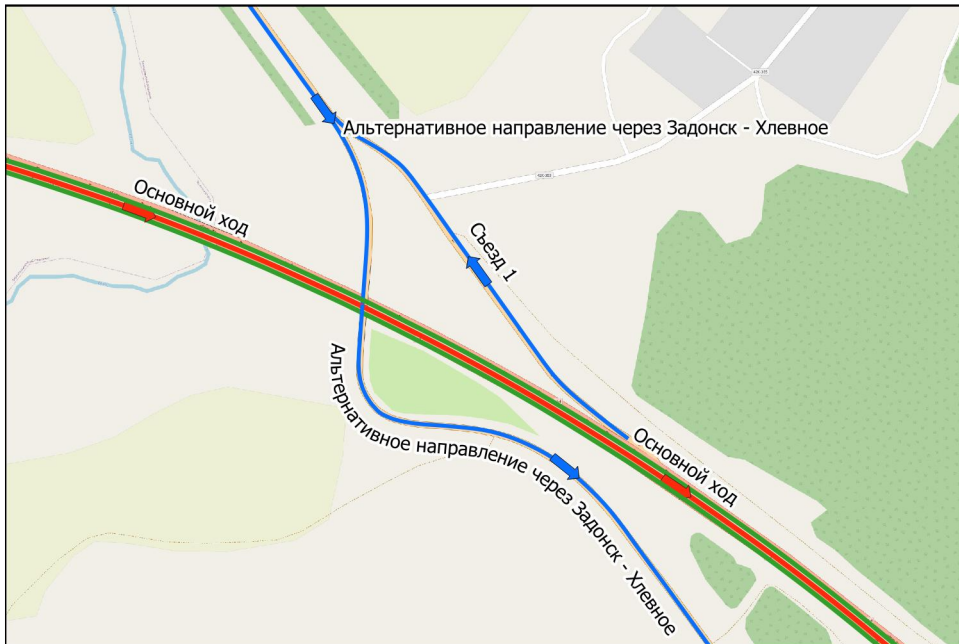 Альтернативное направление через Задонск - Хлевное
Основной ход
Съезд 1
Альтернативное направление через Задонск - Хлевное
Основной ход